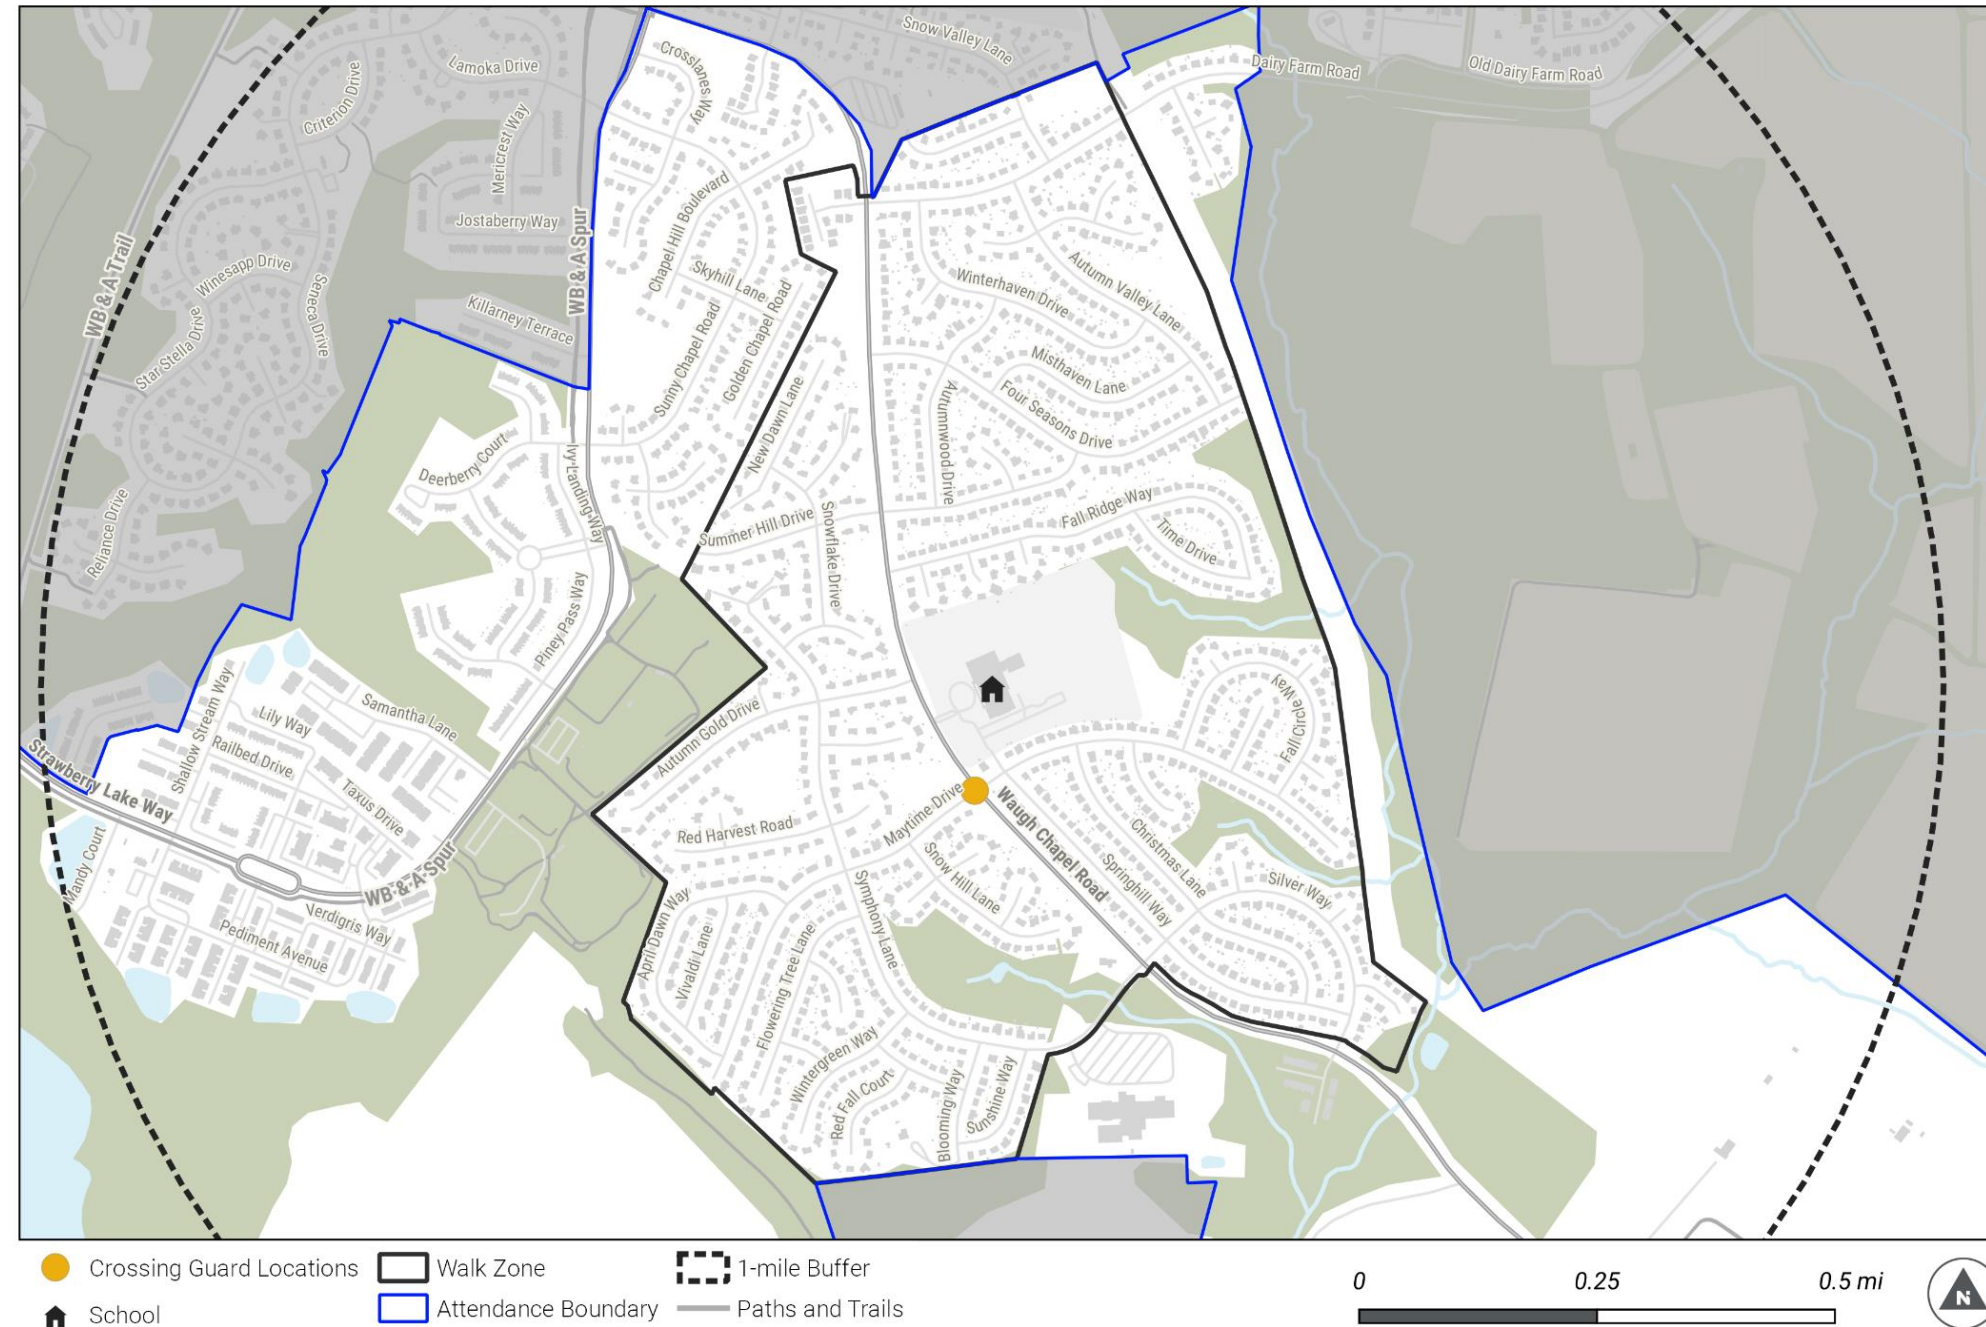 Snow Valley Lane
Crosslanes Way
Lamoka Drive
Dairy Farm Road
Old Dairy Farm Road
Criterion Drive
Mericrest Way
Jostaberry Way
Chapel Hill Boulevard
WB & A Trail
WB & A Spur
Winesapp Drive
Seneca Drive
Skyhill Lane
Autumn Valley Lane
Winterhaven Drive
Killarney Terrace
Star Stella Drive
Sunny Chapel Road
Golden Chapel Road
Misthaven Lane
New Dawn Lane
Autumnwood Drive
Four Seasons Drive
Deerberry Court
Ivy Landing Way
Reliance Drive
Summer Hill Drive
Snowflake Drive
Fall Ridge Way
Time Drive
Piney Pass Way
Shallow Stream Way
Samantha Lane
Lily Way
Fall Circle Way
Autumn Gold Drive
Railbed Drive
Strawberry Lake Way
Taxus Drive
Maytime Drive
Waugh Chapel Road
Red Harvest Road
Christmas Lane
Mandy Court
WB & A Spur
Snow Hill Lane
Springhill Way
Silver Way
Symphony Lane
Verdigris Way
April Dawn Way
Pediment Avenue
Vivaldi Lane
Flowering Tree Lane
Wintergreen Way
Red Fall Court
Blooming Way
Sunshine Way
Crossing Guard Locations
Walk Zone
1-mile Buffer
School
Attendance Boundary
Paths and Trails
0
0.25
0.5 mi
N